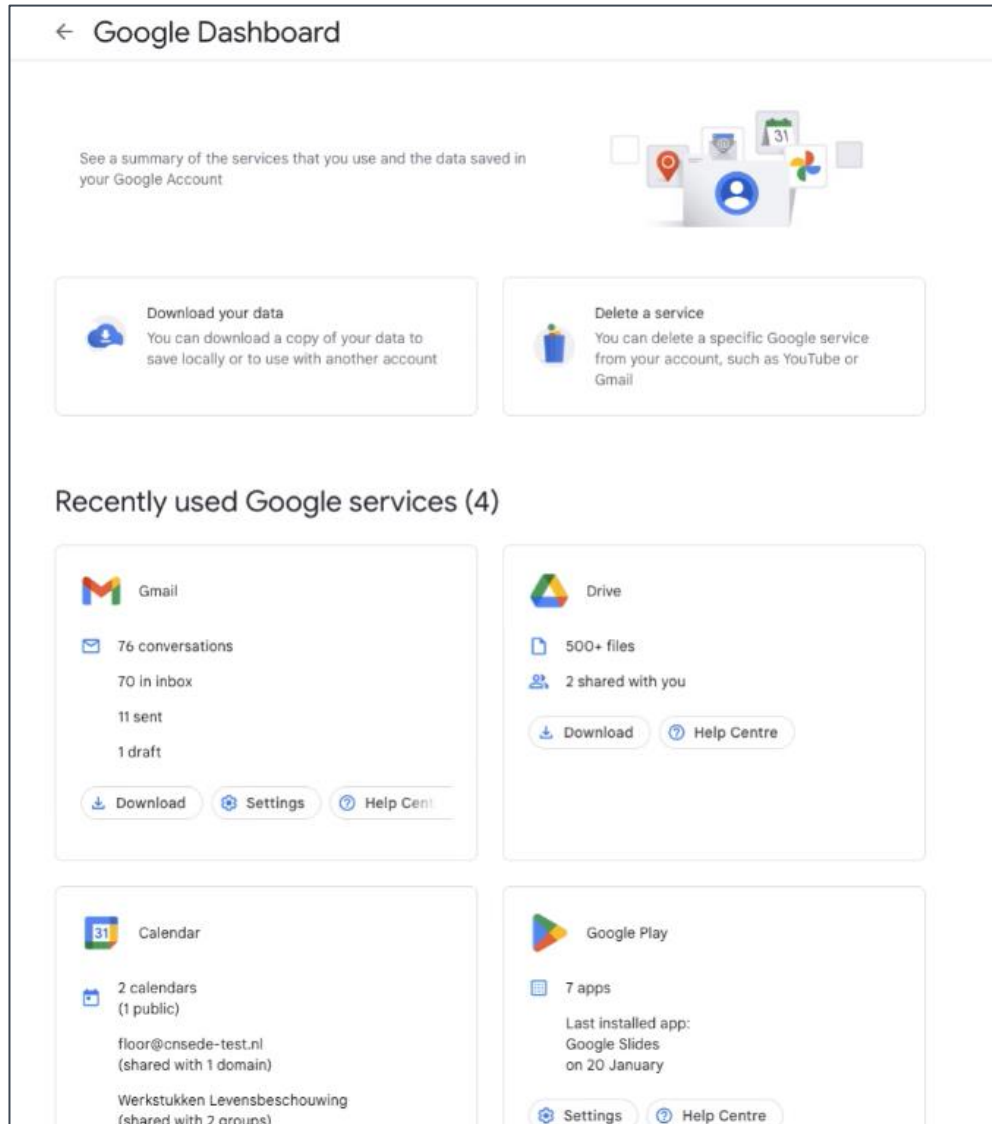 ← Google Dashboard
See a summary of the services that you use and the data saved in
your Google Account
31
Download your data
You can download a copy of your data to
save locally or to use with another account
Delete a service
You can delete a specific Google service
from your account, such as YouTube or
Gmail
Recently used Google services (4)
Gmail
76 conversations
70 in inbox
11 sent
1 draft
Download
Settings
Help Cent
Drive
500+ files
2 shared with you
Download
Help Centre
31
Calendar
2 calendars
(1 public)
floor@cnsede-test.nl
(shared with 1 domain)
Werkstukken Levensbeschouwing
(shared with 2 groups)
Google Play
7 apps
Last installed app:
Google Slides
on 20 January
Settings
Help Centre